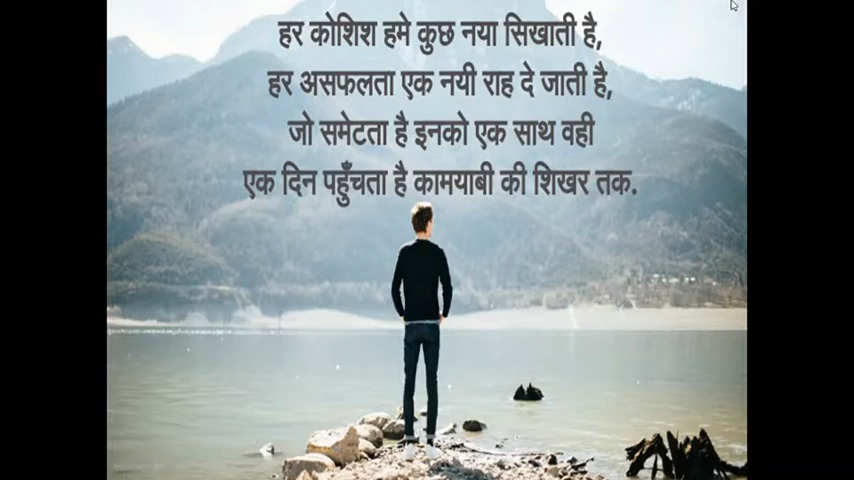 हर कोशिश हमे कुछ नया सिखाती है,
हर असफलता एक नयी राह दे जाती है,
जो समेटता है इनको एक साथ वही
एक दिन पहुँचता है कामयाबी की शिखर तक.